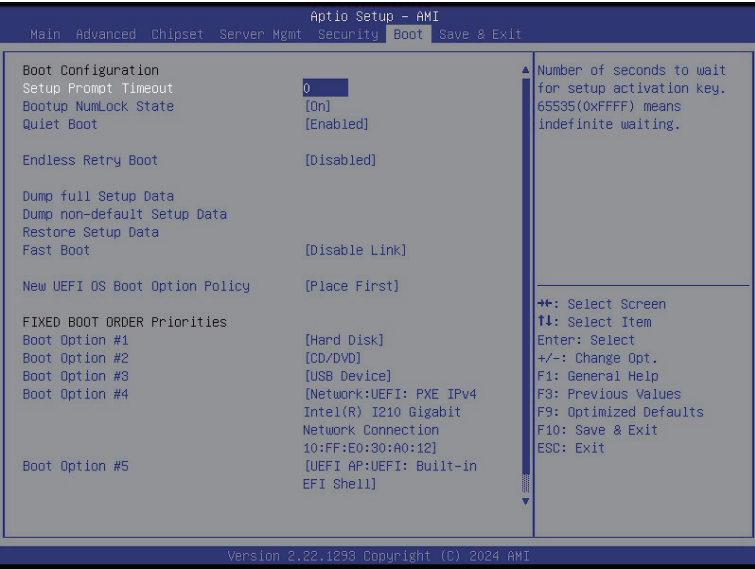 Aptio Setup – AMI
Main Advanced Chipset Server Mgmt Security Boot Save & Exit
Boot Configuration
Setup Prompt Timeout 0
Bootup NumLock State [On]
Quiet Boot [Enabled]
Endless Retry Boot [Disabled]
Dump full Setup Data
Dump non-default Setup Data
Restore Setup Data
Fast Boot [Disable Link]
New UEFI OS Boot Option Policy [Place First]
FIXED BOOT ORDER Priorities
Boot Option #1 [Hard Disk]
Boot Option #2 [CD/DVD]
Boot Option #3 [USB Device]
Boot Option #4 [Network:UEFI: PXE IPv4
Intel(R) I210 Gigabit
Network Connection
10:FF:E0:30:A0:12]
Boot Option #5 [UEFI AP:UEFI: Built-in
EFI Shell]
Number of seconds to wait
for setup activation key.
65535(0xFFFF) means
indefinite waiting.
→←: Select Screen
↑↓: Select Item
Enter: Select
+/-: Change Opt.
F1: General Help
F3: Previous Values
F9: Optimized Defaults
F10: Save & Exit
ESC: Exit
Version 2.22.1293 Copyright (C) 2024 AMI